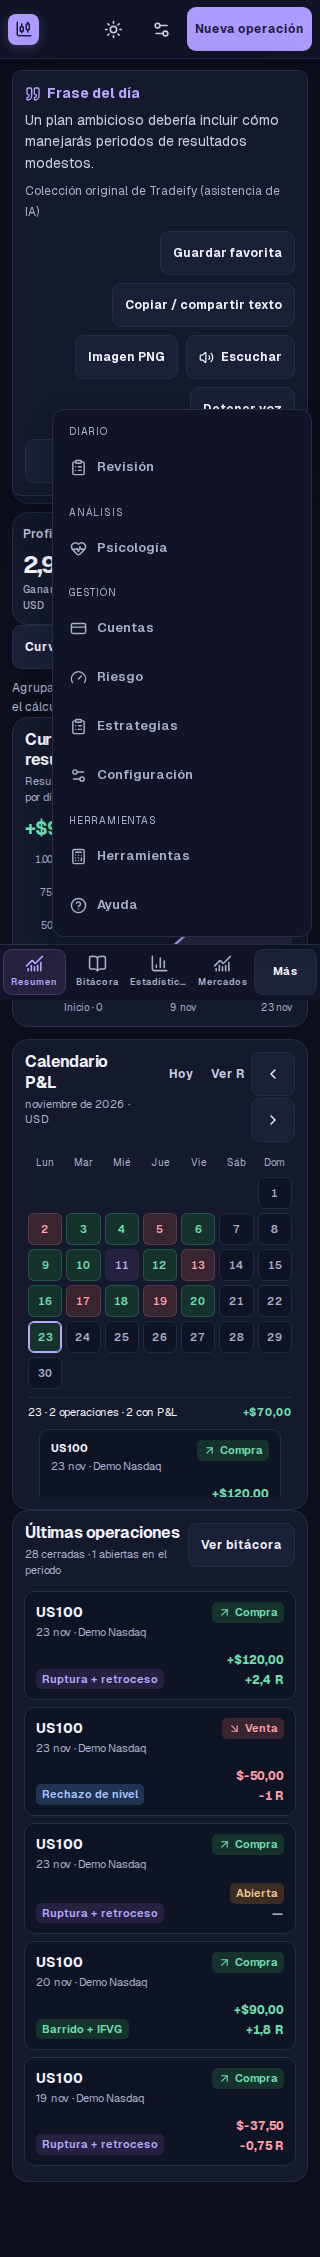 Nueva operación
Frase del día
Un plan ambicioso debería incluir cómo
manejarás periodos de resultados
modestos.
Colección original de Tradeify (asistencia de
IA)
Guardar favorita
Copiar / compartir texto
Imagen PNG
Escuchar
DIARIO
Revisión
ANÁLISIS
Psicología
GESTIÓN
Cuentas
Riesgo
Estrategias
Configuración
HERRAMIENTAS
Herramientas
Ayuda
USD
por
1.00
50
Resumen
Bitácora
Estadístic…
Mercados
Más
Inicio · 0
9 nov
23 nov
Calendario
P&L
noviembre de 2026 ·
USD
Hoy
Ver R
Lun Mar Mié Jue Vie Sáb Dom
1
2 3 4 5 6 7 8
9 10 11 12 13 14 15
16 17 18 19 20 21 22
23 24 25 26 27 28 29
30
23 · 2 operaciones · 2 con P&L
+$70,00
US100
Compra
23 nov · Demo Nasdaq
+$120,00
Últimas operaciones
28 cerradas · 1 abiertas en el
periodo
Ver bitácora
US100
Compra
23 nov · Demo Nasdaq
+$120,00
Ruptura + retroceso
+2,4 R
US100
Venta
23 nov · Demo Nasdaq
$-50,00
Rechazo de nivel
-1 R
US100
Compra
23 nov · Demo Nasdaq
Abierta
Ruptura + retroceso
—
US100
Compra
20 nov · Demo Nasdaq
+$90,00
Barrido + IFVG
+1,8 R
US100
Compra
19 nov · Demo Nasdaq
$-37,50
Ruptura + retroceso
-0,75 R